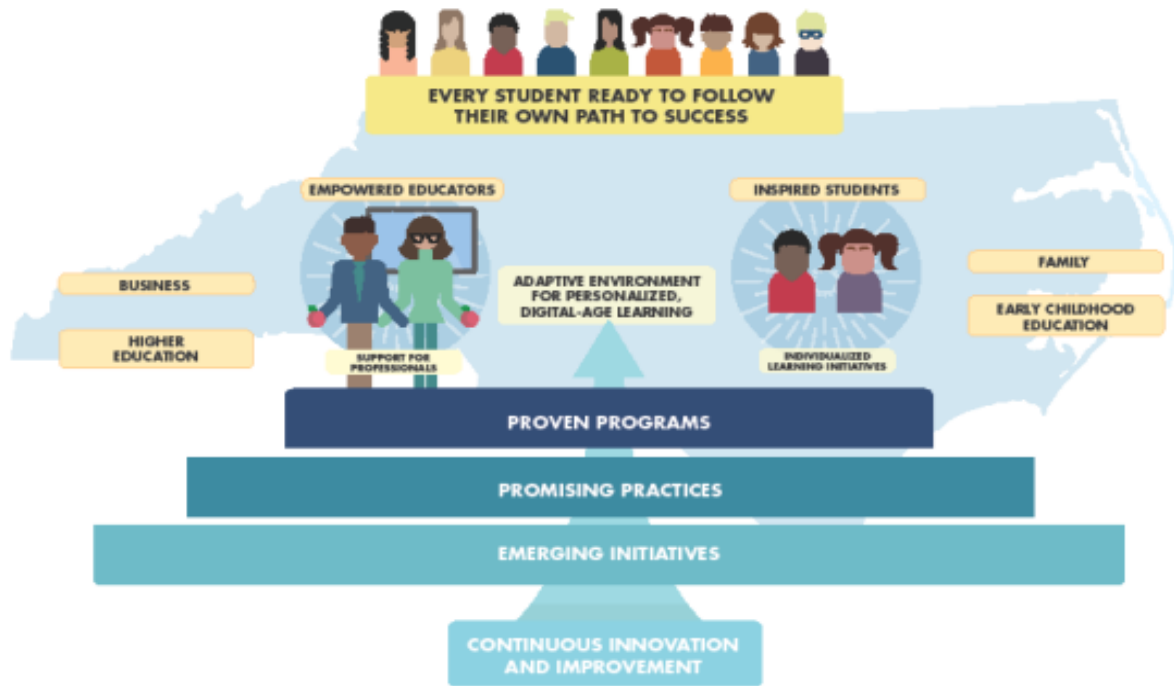 EVERY STUDENT READY TO FOLLOW
THEIR OWN PATH TO SUCCESS
EMPOWERED EDUCATORS
INSPIRED STUDENTS
BUSINESS
HIGHER
EDUCATION
ADAPTIVE ENVIRONMENT
FOR PERSONALIZED,
DIGITAL-AGE LEARNING
FAMILY
EARLY CHILDHOOD
EDUCATION
SUPPORT FOR
PROFESSIONALS
INDIVIDUALIZED
LEARNING INITIATIVES
PROVEN PROGRAMS
PROMISING PRACTICES
EMERGING INITIATIVES
CONTINUOUS INNOVATION
AND IMPROVEMENT